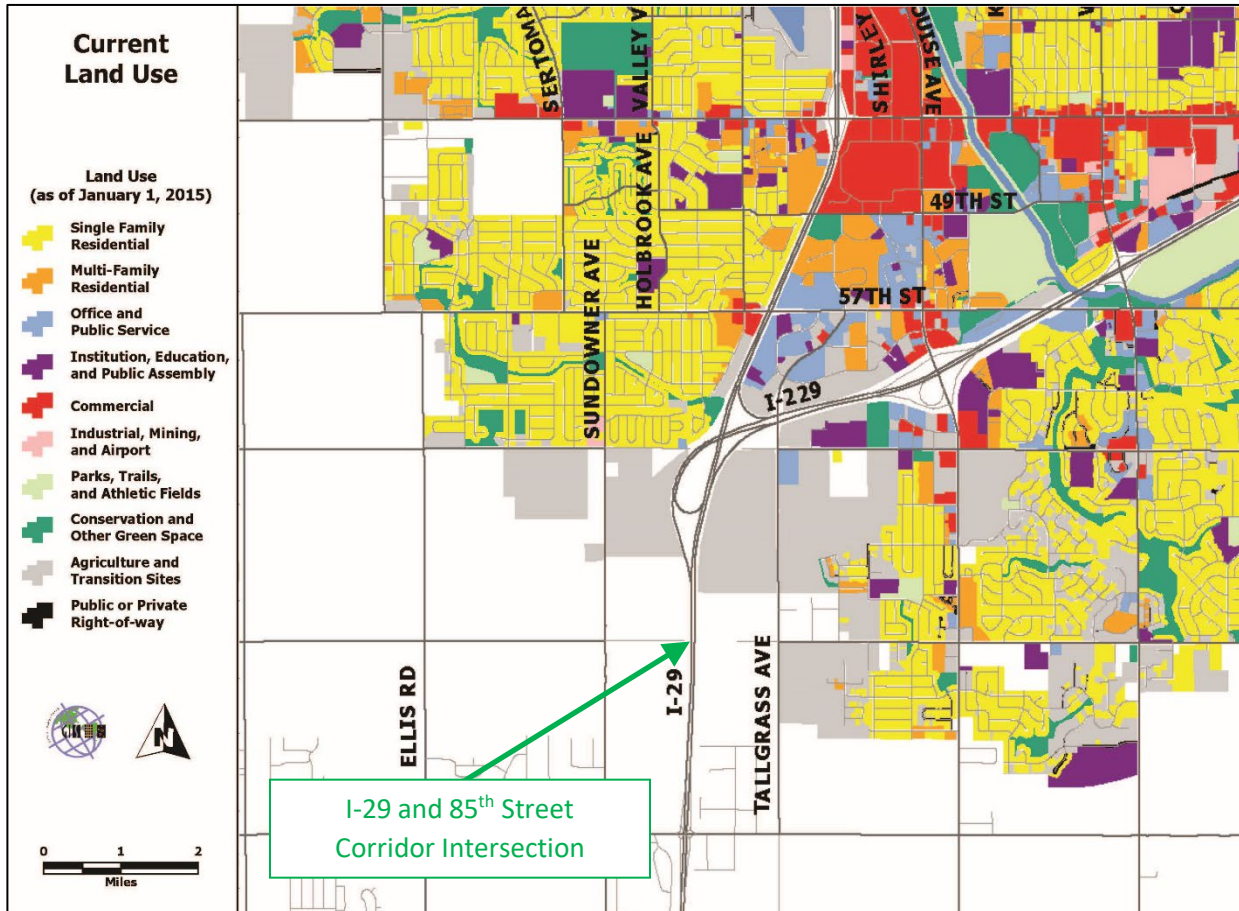 Current
Land Use
Land Use
(as of January 1, 2015)
Single Family
Residential
Multi-Family
Residential
Office and
Public Service
Institution, Education,
and Public Assembly
Commercial
Industrial, Mining,
and Airport
Parks, Trails,
and Athletic Fields
Conservation and
Other Green Space
Agriculture and
Transition Sites
Public or Private
Right-of-way
N
0 1 2
Miles
SERTOMA
VALLEY V
SHIRLEY
OUISE AVE
HOLBROOK AVE
49TH ST
SUNDOWNER AVE
57TH ST
I-229
ELLIS RD
I-29
TALLGRASS AVE
I-29 and 85th Street
Corridor Intersection